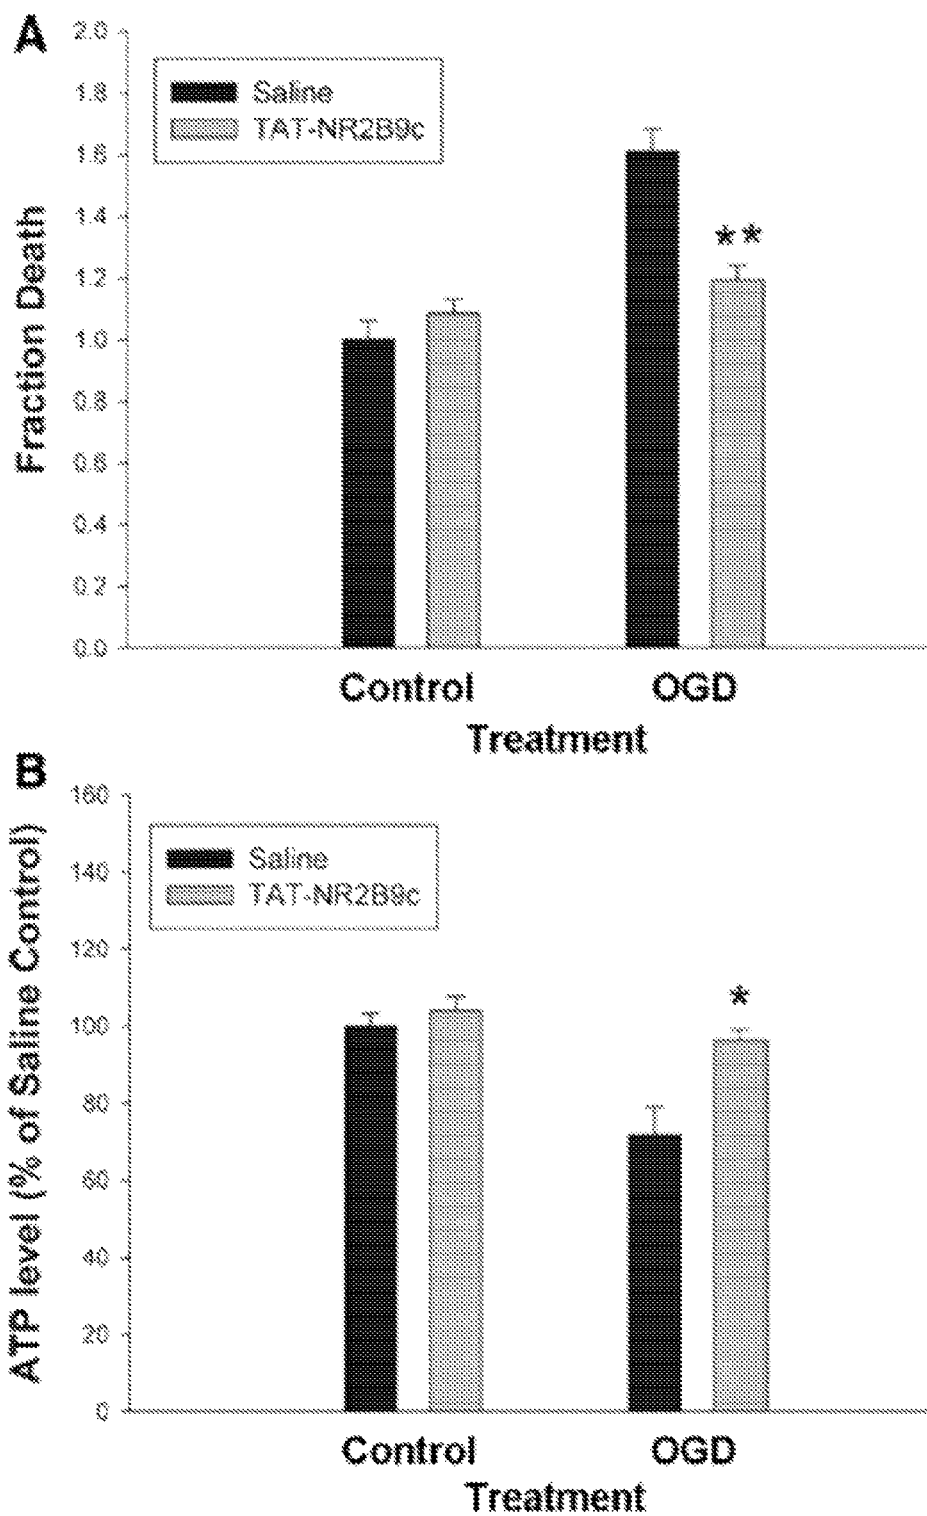 A
2.0
1.8
1.6
1.4
1.2
1.0
0.8
0.6
0.4
0.2
0.0
Fraction Death
Saline
TAT-NR2B9c
**
Control
OGD
Treatment
B
160
140
120
100
80
60
40
20
0
ATP level (% of Saline Control)
Saline
TAT-NR2B9c
*
Control
OGD
Treatment